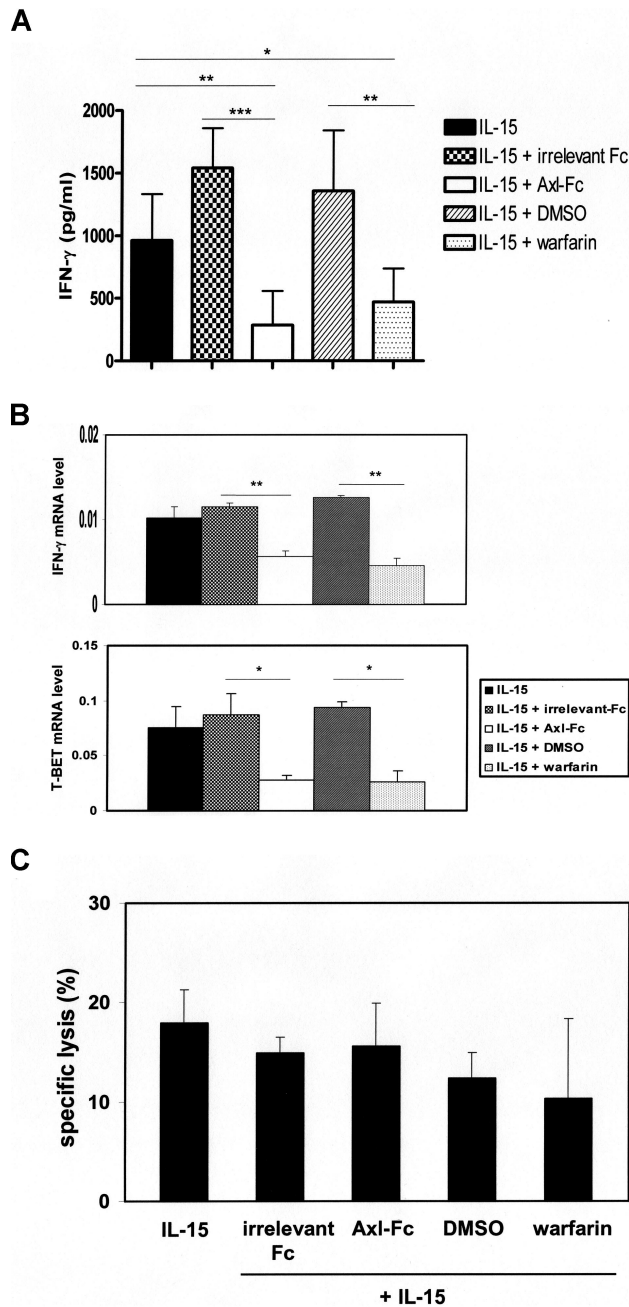 A
*
**
*** **
2000
1500
1000
500
0
IFN-γ (pg/ml)
IL-15
IL-15 + irrelevant Fc
IL-15 + Axl-Fc
IL-15 + DMSO
IL-15 + warfarin
B
0.02
0.01
0
IFN-γ mRNA level
** **
0.15
0.1
0.05
0
T-BET mRNA level
* *
IL-15
IL-15 + irrelevant-Fc
IL-15 + Axl-Fc
IL-15 + DMSO
IL-15 + warfarin
C
30
20
10
0
specific lysis (%)
IL-15 irrelevant Axl-Fc DMSO warfarin
Fc
+ IL-15